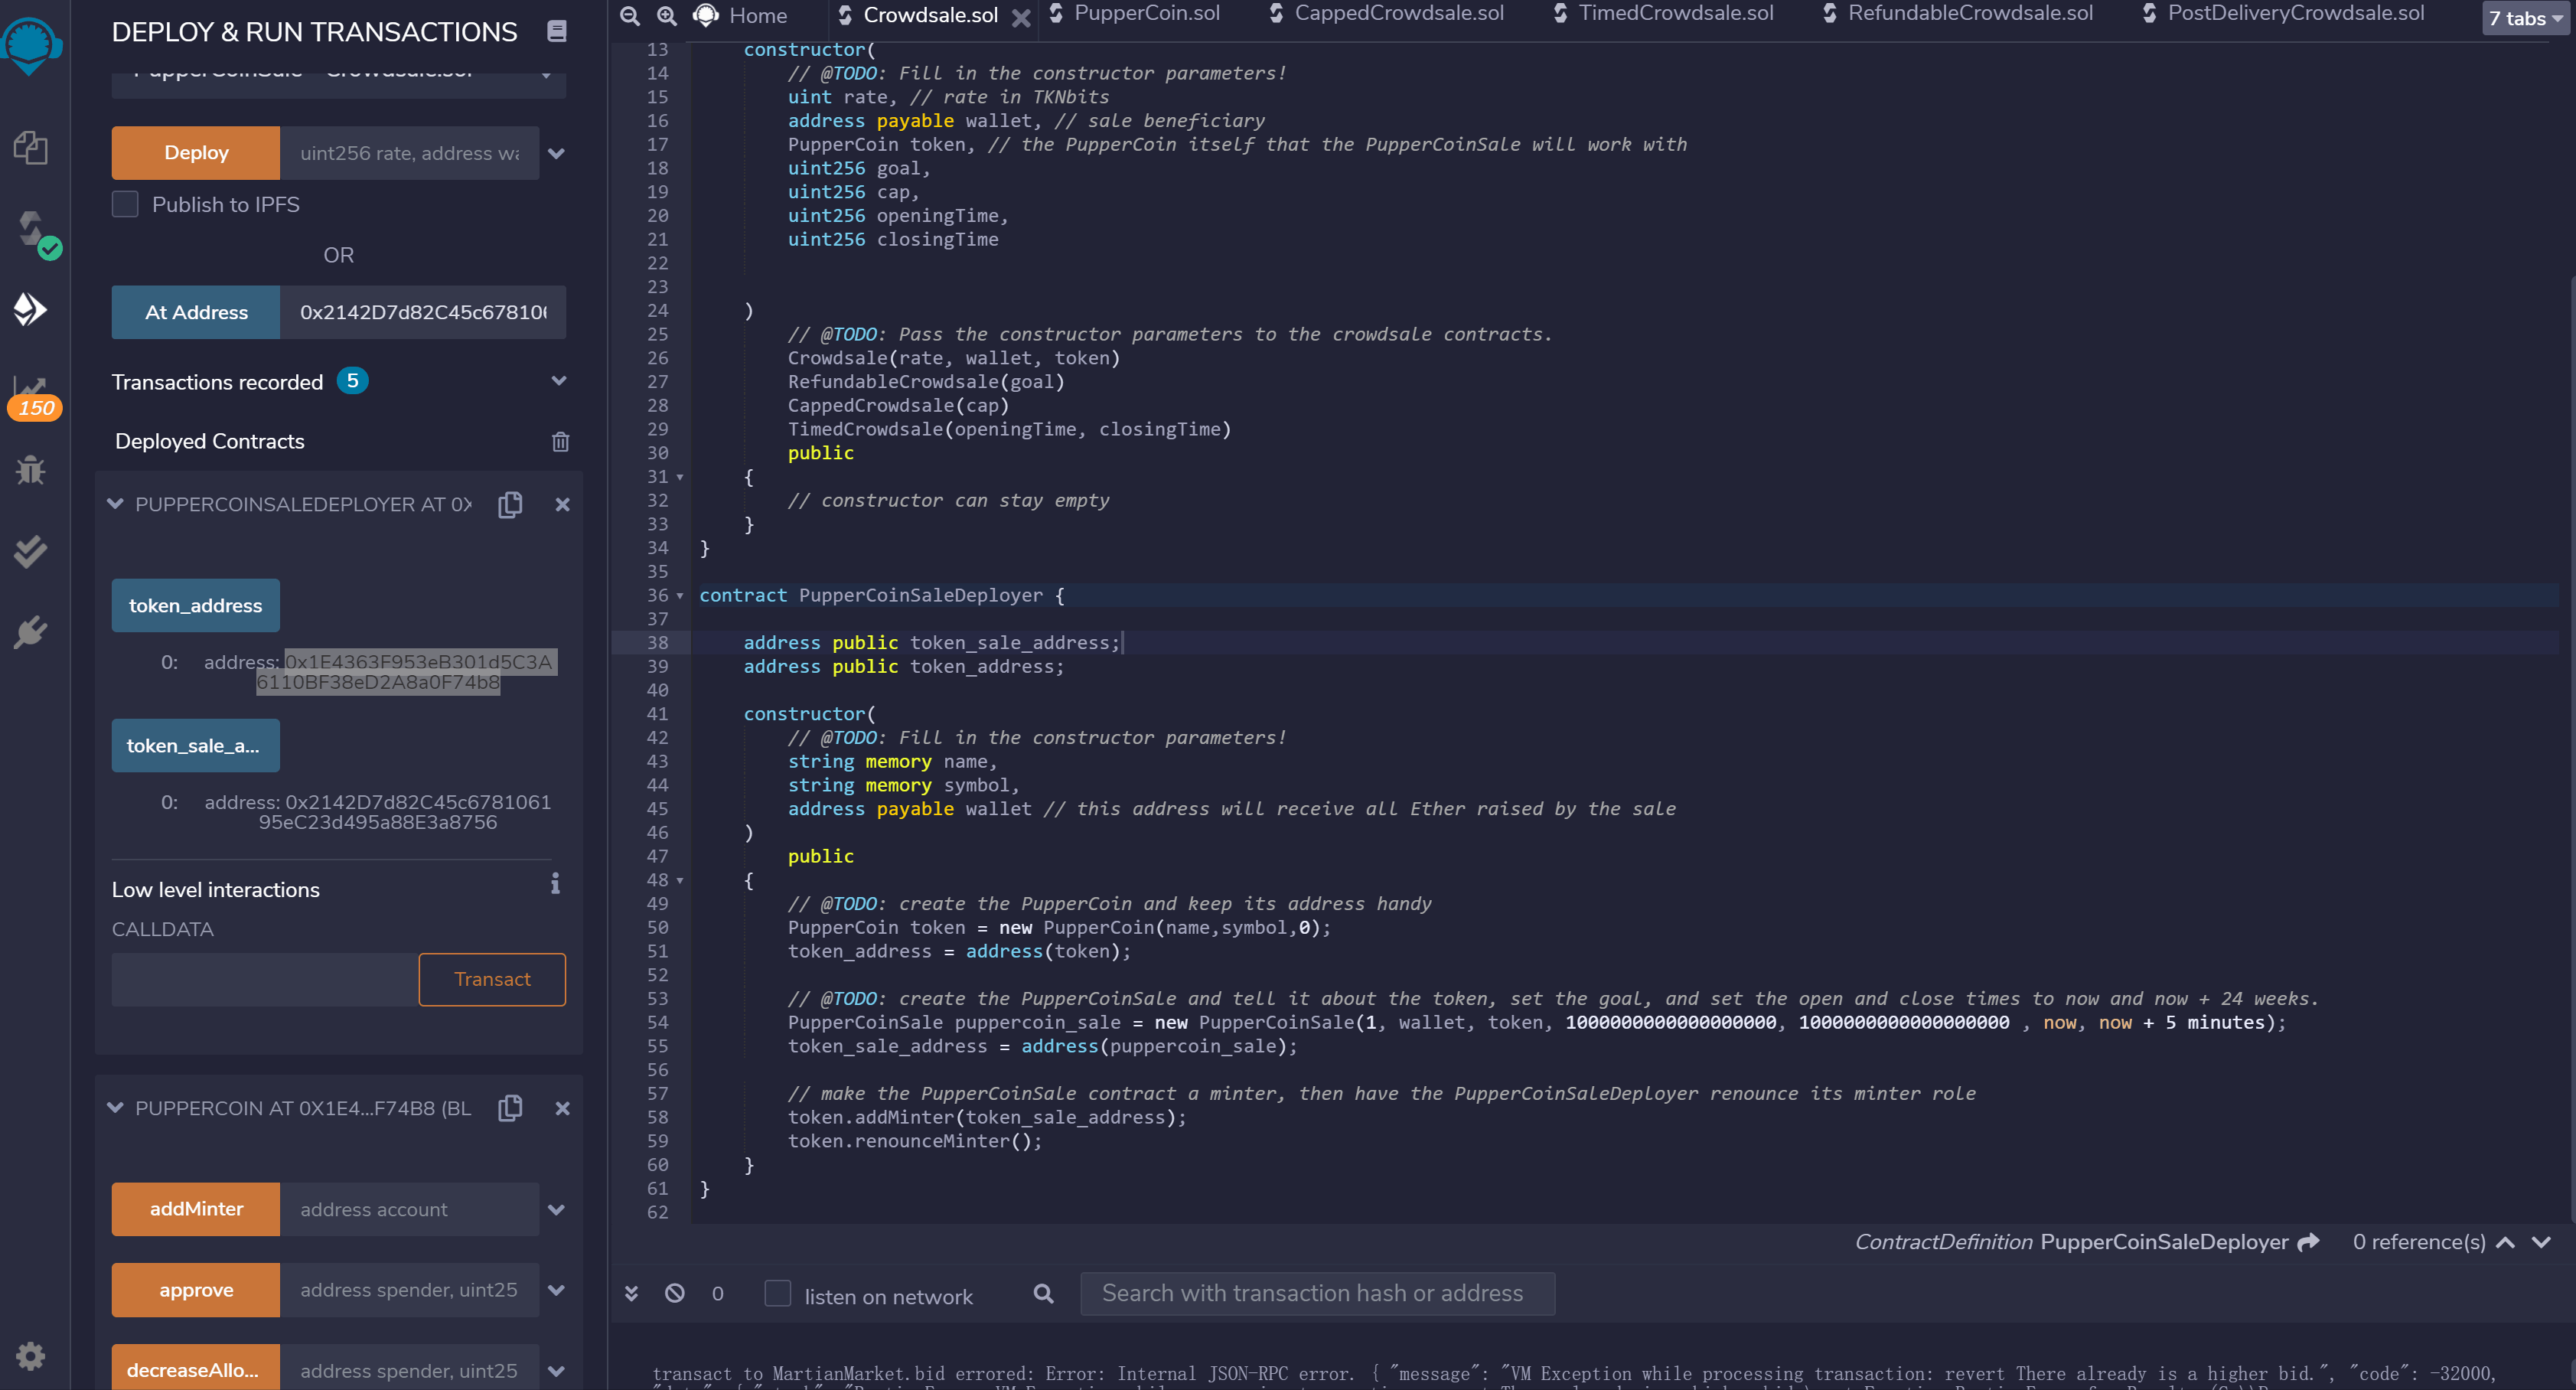 DEPLOY & RUN TRANSACTIONS
PupperCoinSale - Crowdsale.sol
Deploy
uint256 rate, address wa
Publish to IPFS
OR
At Address
0x2142D7d82C45c67810
Transactions recorded 5
150
Deployed Contracts
PUPPERCOINSALEDEPLOYER AT 0X
token_address
0: address: 0x1E4363F953eB301d5C3A
6110BF38eD2A8a0F74b8
token_sale_a...
0: address: 0x2142D7d82C45c6781061
95eC23d495a88E3a8756
Low level interactions
CALLDATA
Transact
PUPPERCOIN AT 0X1E4...F74B8 (BL
addMinter
address account
approve
address spender, uint25
decreaseAllo...
address spender, uint25
Home
Crowdsale.sol
PupperCoin.sol
CappedCrowdsale.sol
TimedCrowdsale.sol
RefundableCrowdsale.sol
PostDeliveryCrowdsale.sol
7 tabs
13 constructor(
14 // @TODO: Fill in the constructor parameters!
15 uint rate, // rate in TKNbits
16 address payable wallet, // sale beneficiary
17 PupperCoin token, // the PupperCoin itself that the PupperCoinSale will work with
18 uint256 goal,
19 uint256 cap,
20 uint256 openingTime,
21 uint256 closingTime
22
23
24 )
25 // @TODO: Pass the constructor parameters to the crowdsale contracts.
26 Crowdsale(rate, wallet, token)
27 RefundableCrowdsale(goal)
28 CappedCrowdsale(cap)
29 TimedCrowdsale(openingTime, closingTime)
30 public
31 {
32 // constructor can stay empty
33 }
34 }
35
36 contract PupperCoinSaleDeployer {
37
38 address public token_sale_address;
39 address public token_address;
40
41 constructor(
42 // @TODO: Fill in the constructor parameters!
43 string memory name,
44 string memory symbol,
45 address payable wallet // this address will receive all Ether raised by the sale
46 )
47 public
48 {
49 // @TODO: create the PupperCoin and keep its address handy
50 PupperCoin token = new PupperCoin(name,symbol,0);
51 token_address = address(token);
52
53 // @TODO: create the PupperCoinSale and tell it about the token, set the goal, and set the open and close times to now and now + 24 weeks.
54 PupperCoinSale puppercoin_sale = new PupperCoinSale(1, wallet, token, 1000000000000000000, 1000000000000000000 , now, now + 5 minutes);
55 token_sale_address = address(puppercoin_sale);
56
57 // make the PupperCoinSale contract a minter, then have the PupperCoinSaleDeployer renounce its minter role
58 token.addMinter(token_sale_address);
59 token.renounceMinter();
60 }
61 }
62
ContractDefinition PupperCoinSaleDeployer 0 reference(s)
0 listen on network
Search with transaction hash or address
transact to MartianMarket.bid errored: Error: Internal JSON-RPC error. { "message": "VM Exception while processing transaction: revert There already is a higher bid.", "code": -32000,